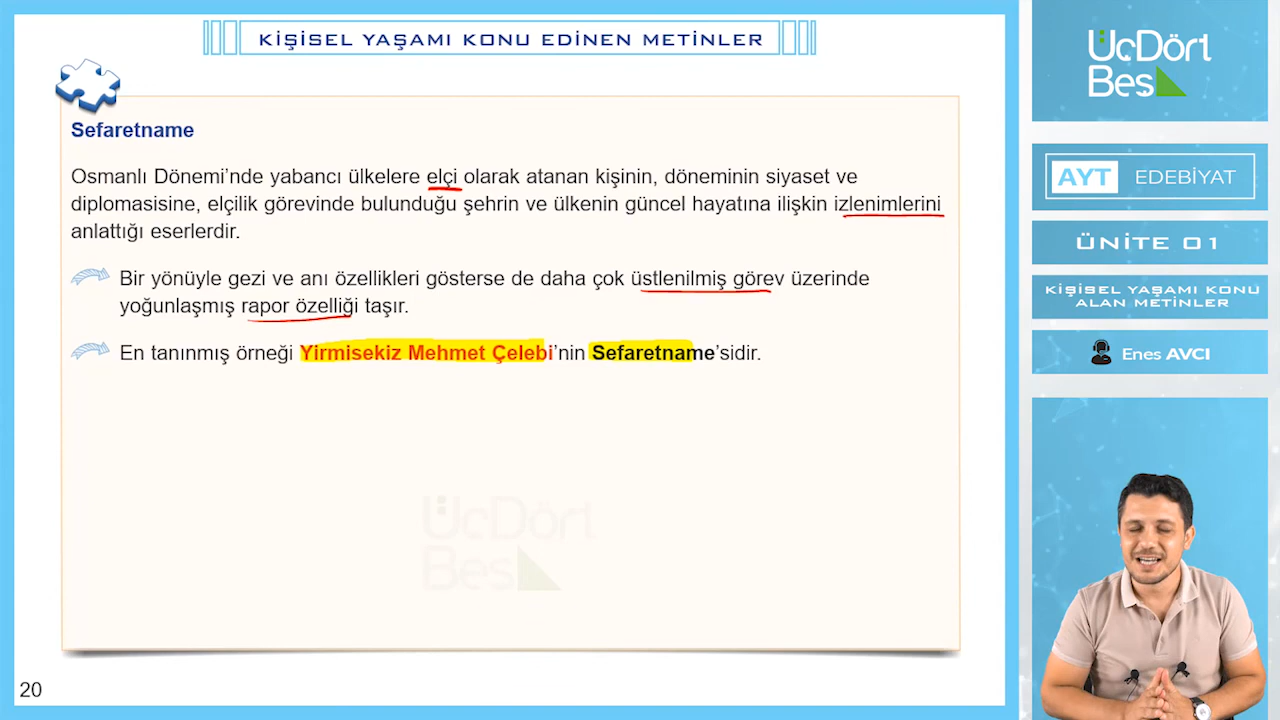 KİŞİSEL YAŞAMI KONU EDİNEN METİNLER
Sefaretname
Osmanlı Dönemi’nde yabancı ülkelere elçi olarak atanan kişinin, döneminin siyaset ve
diplomasisine, elçilik görevinde bulunduğu şehrin ve ülkenin güncel hayatına ilişkin izlenimlerini
anlattığı eserlerdir.
Bir yönüyle gezi ve anı özellikleri gösterse de daha çok üstlenilmiş görev üzerinde
yoğunlaşmış rapor özelliği taşır.
En tanınmış örneği Yirmisekiz Mehmet Çelebi’nin Sefaretname’sidir.
ÜçDört
Beş
20
ÜçDört
Beş
AYT EDEBİYAT
ÜNİTE 01
KİŞİSEL YAŞAMI KONU
ALAN METİNLER
Enes AVCI